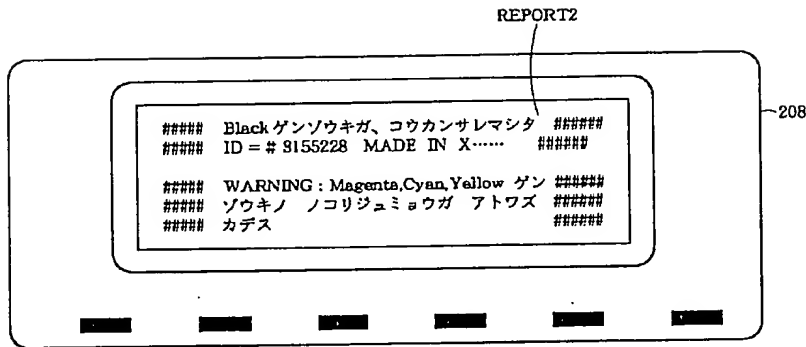 REPORT2
208
##### Black ゲンゾウキガ、コウカンサレマシタ ######
##### ID = # 8155228 MADE IN X…… ######
##### WARNING : Magenta,Cyan,Yellow ゲン ######
##### ゾウキノ ノコリジュミョウガ アトワズ ######
##### カデス ######